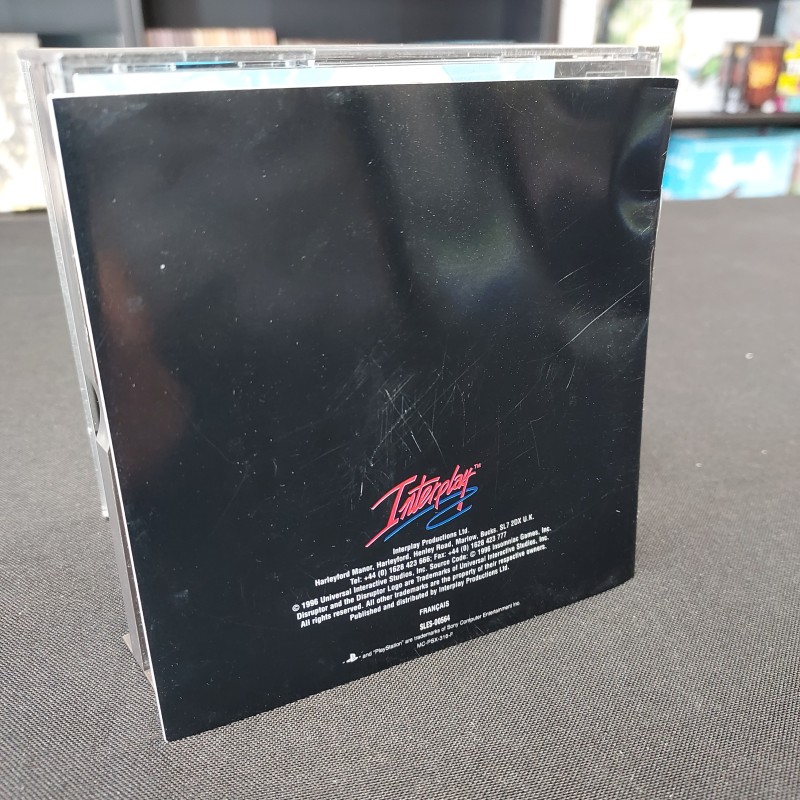 Interplay™
Interplay Productions Ltd.
Harleyford Manor, Harleyford, Henley Road, Marlow, Bucks. SL7 2DX U.K.
Tel: +44 (0) 1628 423 666; Fax: +44 (0) 1628 423 777
© 1996 Universal Interactive Studios, Inc. Source Code: © 1996 Insomniac Games, Inc.
Disruptor and the Disruptor Logo are Trademarks of Universal Interactive Studios, Inc.
All rights reserved. All other trademarks are the property of their respective owners.
Published and distributed by Interplay Productions Ltd.
FRANÇAIS
SLES-00564
and "PlayStation" are trademarks of Sony Computer Entertainment Inc.
MC-PSX-318-F